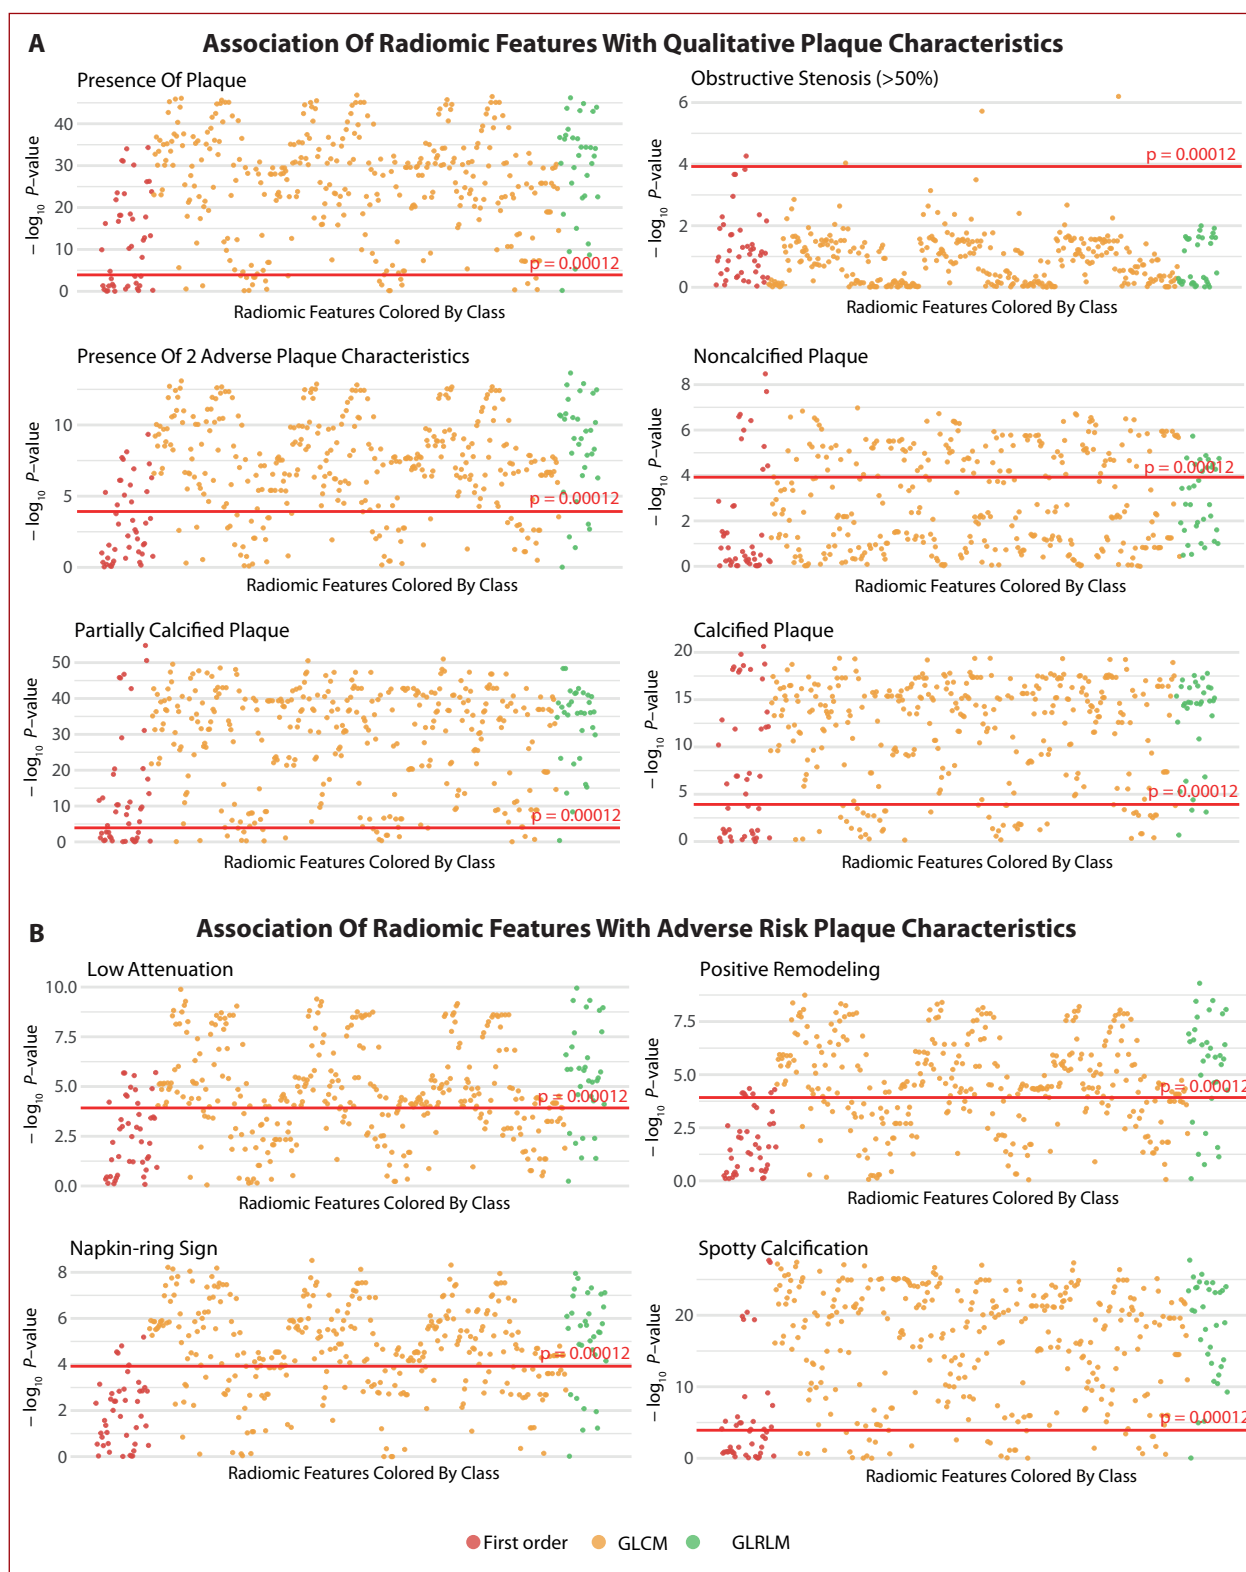 A
Association Of Radiomic Features With Qualitative Plaque Characteristics
Presence Of Plaque
– log10 P–value
40
30
20
10
0
p = 0.00012
Radiomic Features Colored By Class
Obstructive Stenosis (>50%)
– log10 P–value
6
4
2
0
p = 0.00012
Radiomic Features Colored By Class
Presence Of 2 Adverse Plaque Characteristics
– log10 P–value
10
5
0
p = 0.00012
Radiomic Features Colored By Class
Noncalcified Plaque
– log10 P–value
8
6
4
2
0
p = 0.00012
Radiomic Features Colored By Class
Partially Calcified Plaque
– log10 P–value
50
40
30
20
10
0
p = 0.00012
Radiomic Features Colored By Class
Calcified Plaque
– log10 P–value
20
15
10
5
0
p = 0.00012
Radiomic Features Colored By Class
B
Association Of Radiomic Features With Adverse Risk Plaque Characteristics
Low Attenuation
– log10 P–value
10.0
7.5
5.0
2.5
0.0
p = 0.00012
Radiomic Features Colored By Class
Positive Remodeling
– log10 P–value
7.5
5.0
2.5
0.0
p = 0.00012
Radiomic Features Colored By Class
Napkin-ring Sign
– log10 P–value
8
6
4
2
0
p = 0.00012
Radiomic Features Colored By Class
Spotty Calcification
– log10 P–value
20
10
0
p = 0.00012
Radiomic Features Colored By Class
First order
GLCM
GLRLM